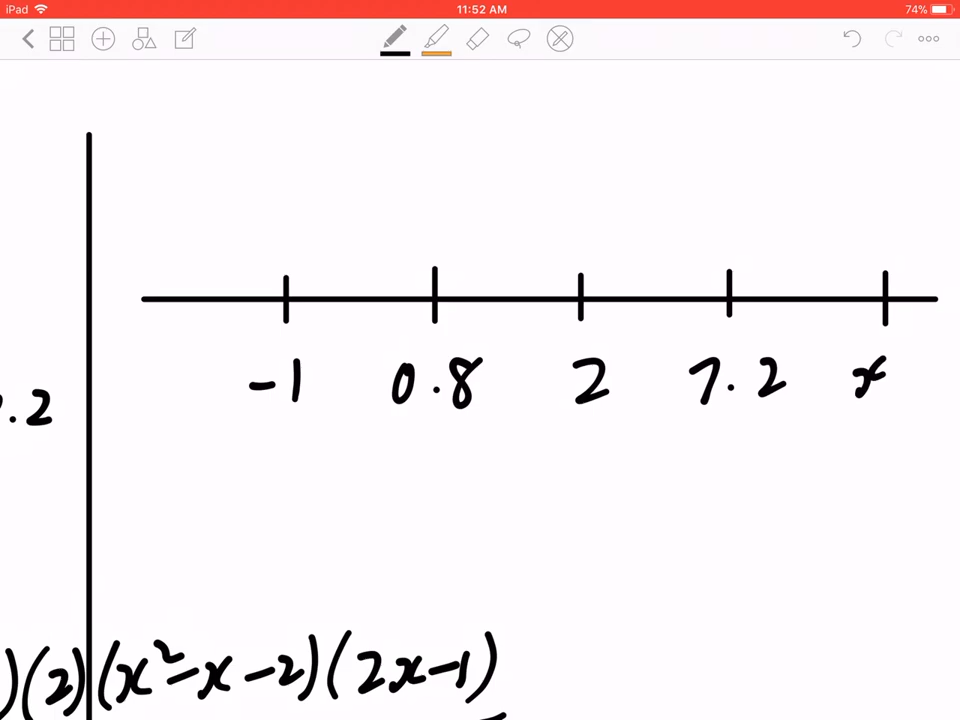 iPad 11:52 AM 74%
-1 0.8 2 7.2 x
.2
)(2)(x²-x-2)(2x-1)